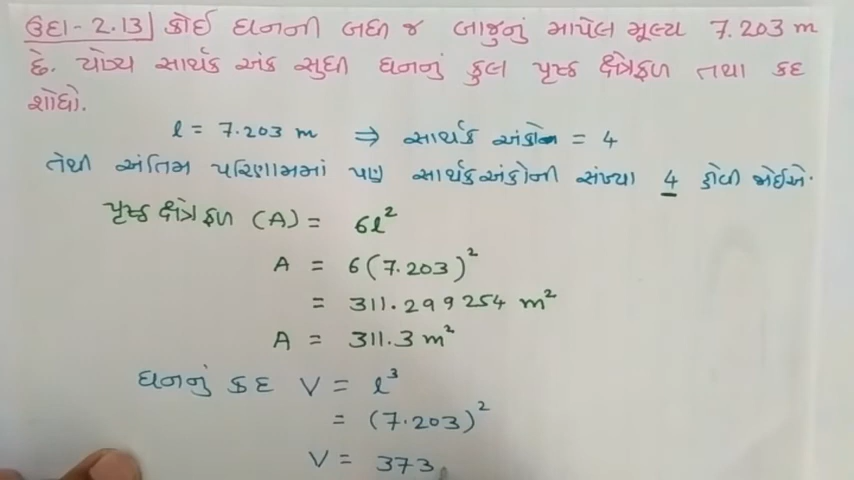 ઉદા-2.13] કોઈ ઘનની બધી જ બાજુનું માપેલ મૂલ્ય 7.203 m
છે. યોગ્ય સાર્થક અંક સુધી ઘનનું કુલ પૃષ્ઠ ક્ષેત્રફળ તથા કદ
શોધો.
l = 7.203 m ⇒ સાર્થક અંકો = 4
તેથી અંતિમ પરિણામમાં પણ સાર્થક અંકોની સંખ્યા 4 હોવી જોઈએ.
પૃષ્ઠ ક્ષેત્રફળ (A) = 6l²
A = 6(7.203)²
= 311.299254 m²
A = 311.3 m²
ઘનનું કદ V = l³
= (7.203)²
V = 373